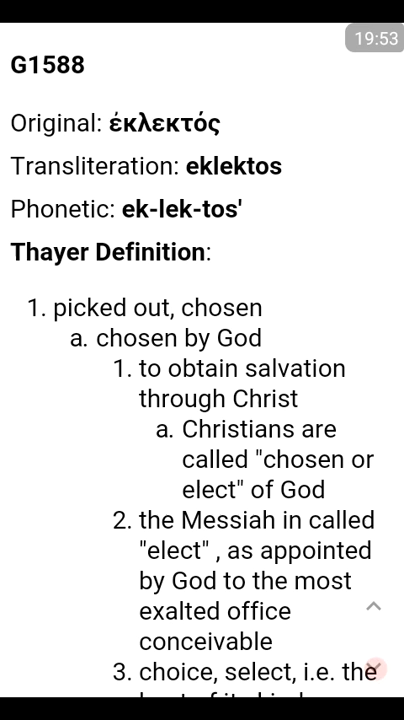 19:53
G1588
Original: ἐκλεκτός
Transliteration: eklektos
Phonetic: ek-lek-tos'
Thayer Definition:
1. picked out, chosen
a. chosen by God
1. to obtain salvation
through Christ
a. Christians are
called "chosen or
elect" of God
2. the Messiah in called
"elect" , as appointed
by God to the most
exalted office
conceivable
3. choice, select, i.e. the